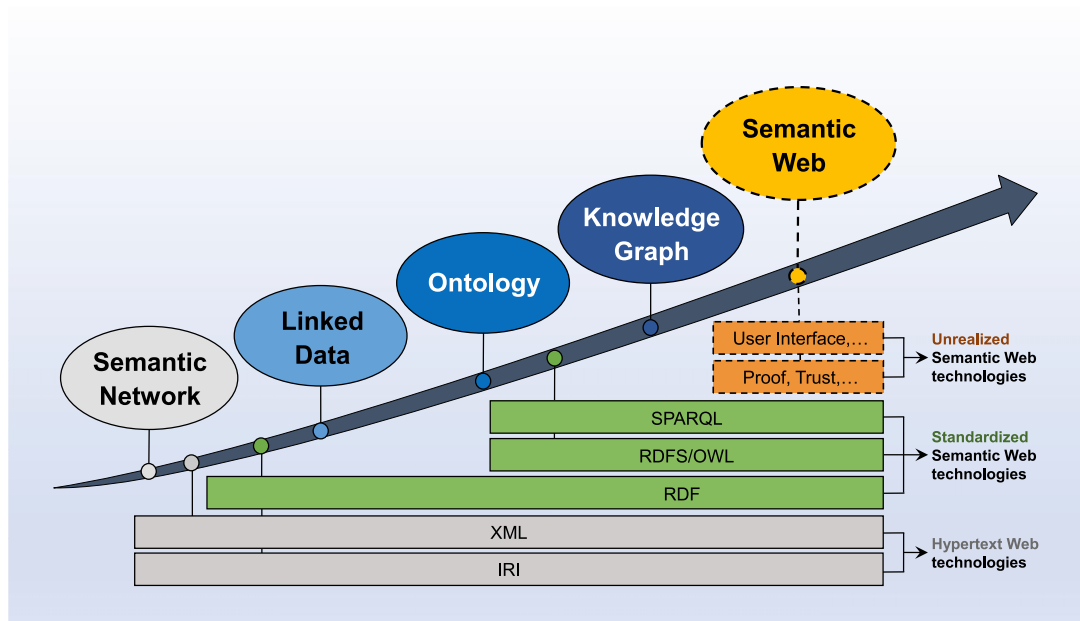 Semantic
Web
Knowledge
Graph
Ontology
Linked
Data
Semantic
Network
User Interface,...
Proof, Trust,...
Unrealized
Semantic Web
technologies
SPARQL
RDFS/OWL
RDF
Standardized
Semantic Web
technologies
XML
IRI
Hypertext Web
technologies